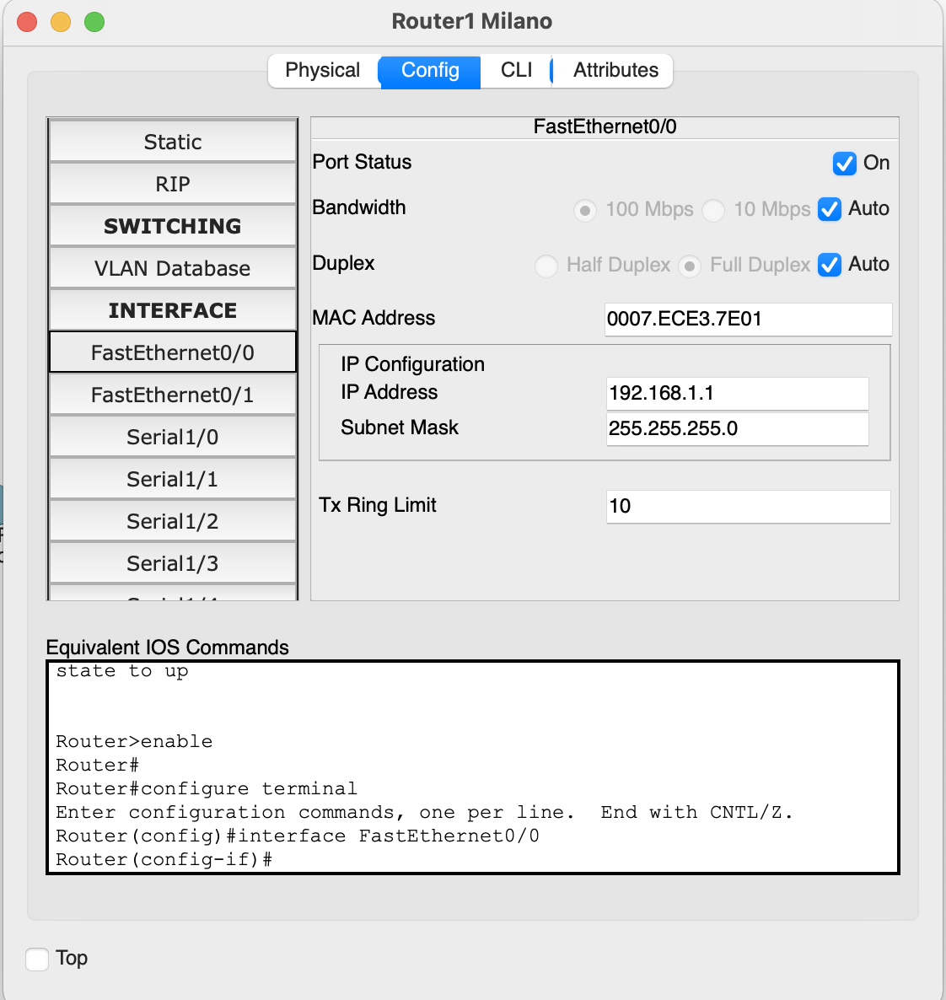 Router1 Milano
Physical Config CLI Attributes
Static
RIP
SWITCHING
VLAN Database
INTERFACE
FastEthernet0/0
FastEthernet0/1
Serial1/0
Serial1/1
Serial1/2
Serial1/3
FastEthernet0/0
Port Status On
Bandwidth 100 Mbps 10 Mbps Auto
Duplex Half Duplex Full Duplex Auto
MAC Address 0007.ECE3.7E01
IP Configuration
IP Address 192.168.1.1
Subnet Mask 255.255.255.0
Tx Ring Limit 10
Equivalent IOS Commands
state to up
Router>enable
Router#
Router#configure terminal
Enter configuration commands, one per line.  End with CNTL/Z.
Router(config)#interface FastEthernet0/0
Router(config-if)#
Top